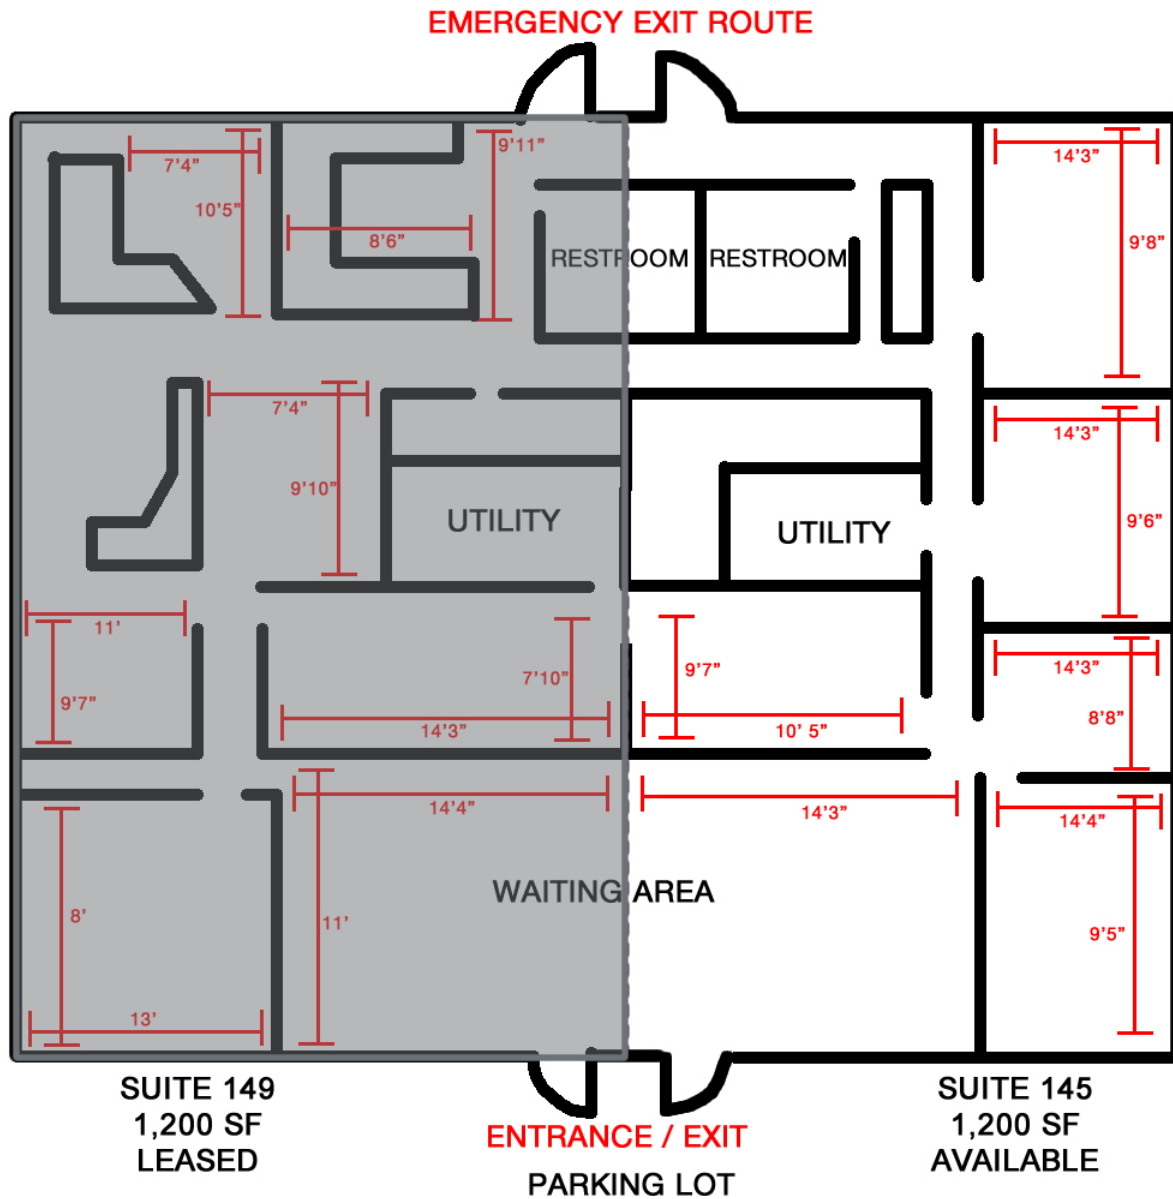 EMERGENCY EXIT ROUTE
7'4"
9'11"
14'3"
10'5"
8'6"
9'8"
RESTROOM
RESTROOM
7'4"
14'3"
9'10"
UTILITY
UTILITY
9'6"
11'
9'7"
7'10"
9'7"
14'3"
8'8"
14'3"
10' 5"
14'4"
14'3"
14'4"
WAITING AREA
8'
11'
9'5"
13'
SUITE 149
1,200 SF
LEASED
ENTRANCE / EXIT
PARKING LOT
SUITE 145
1,200 SF
AVAILABLE